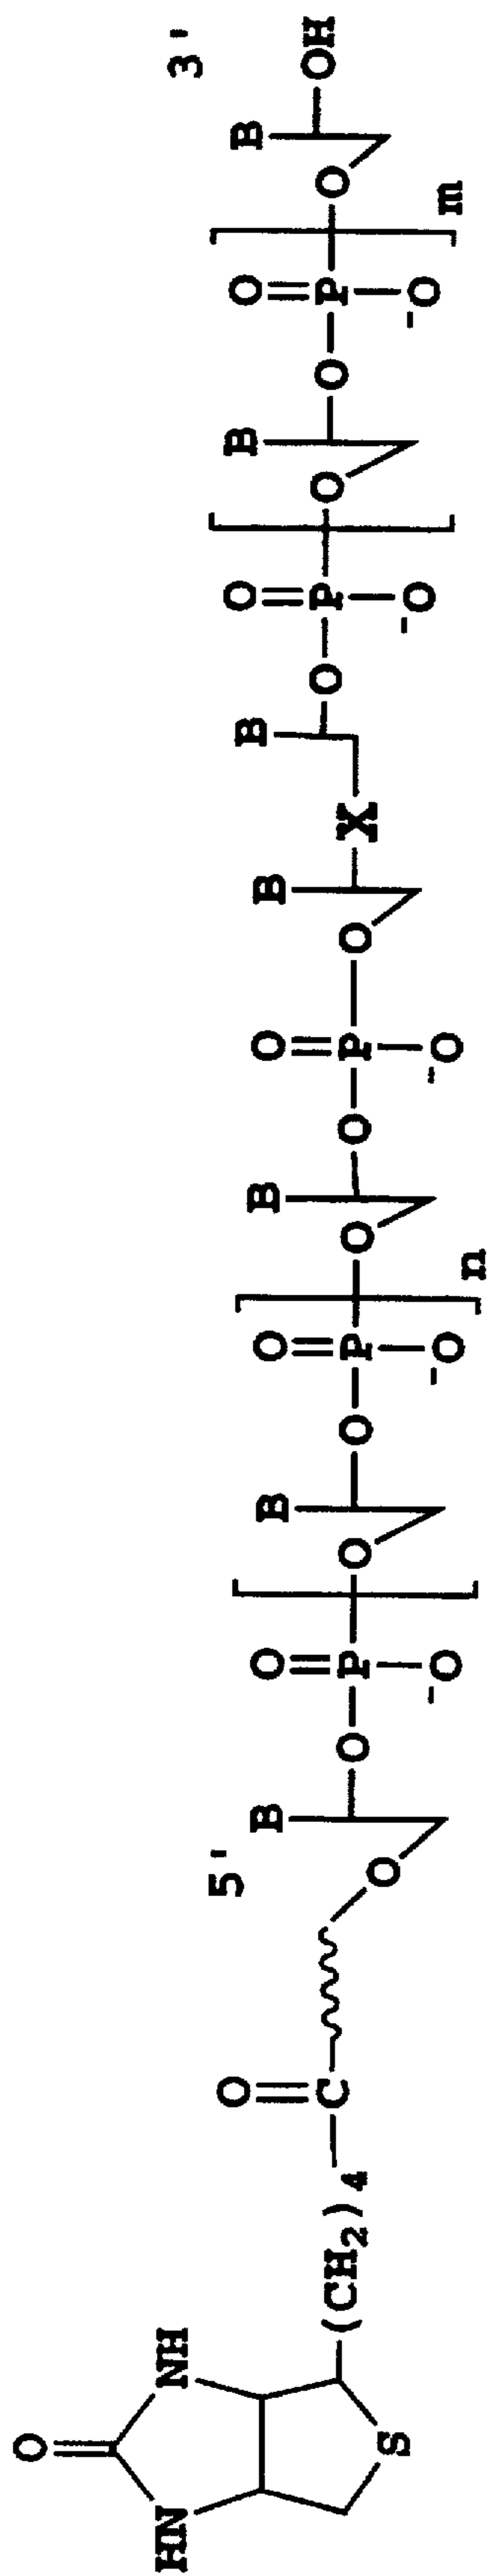 5' 3'
O O B O B O B O B B O B O B
HN NH S (CH2)4 C O O P O O P O O P O X O P O O P O OH
-O -O -O -O -O
n m